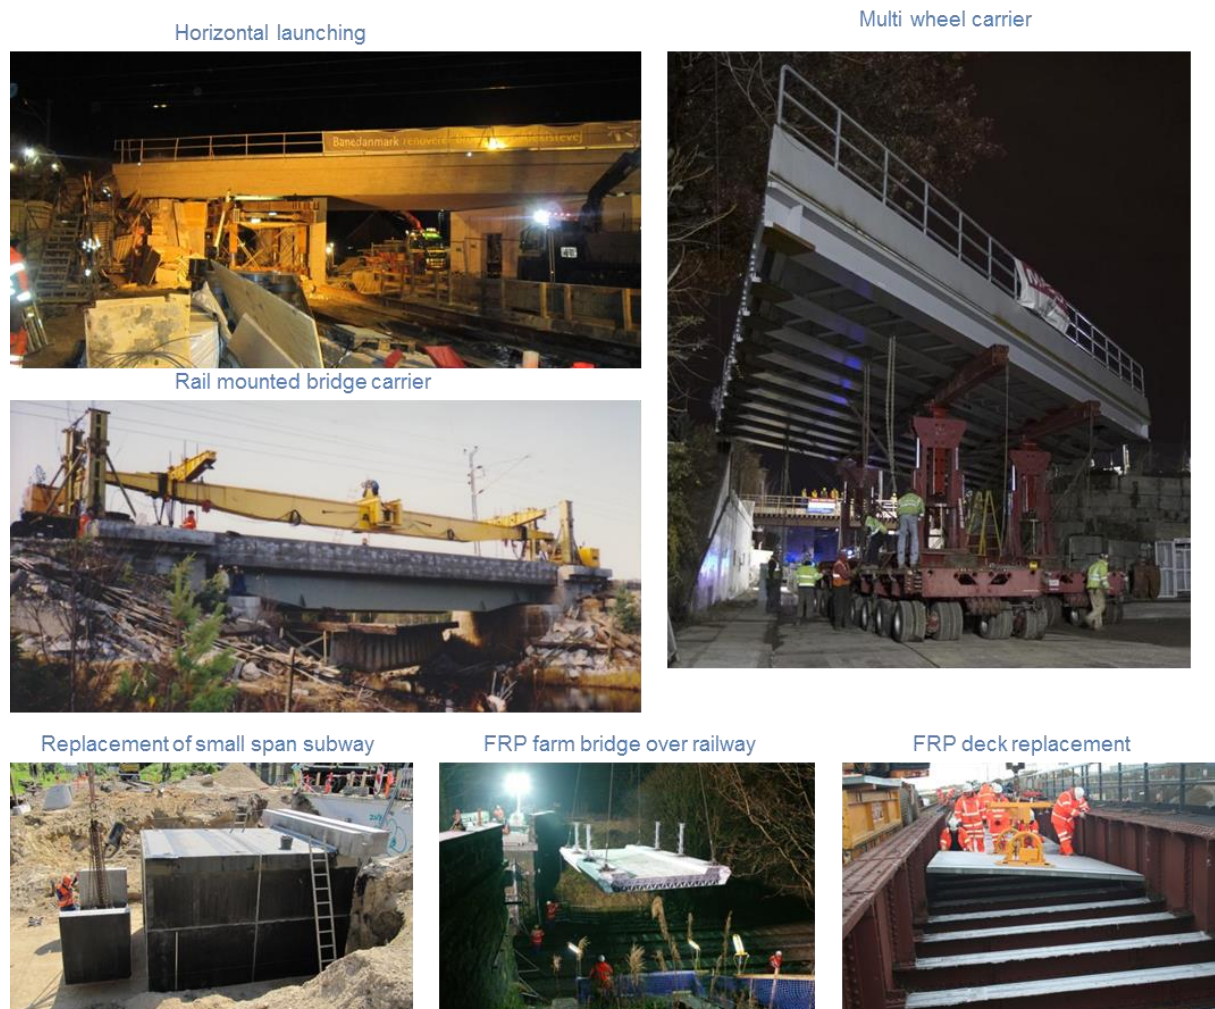 Horizontal launching
Multi wheel carrier
Banedanmark
Rail mounted bridge carrier
Replacement of small span subway
FRP farm bridge over railway
FRP deck replacement